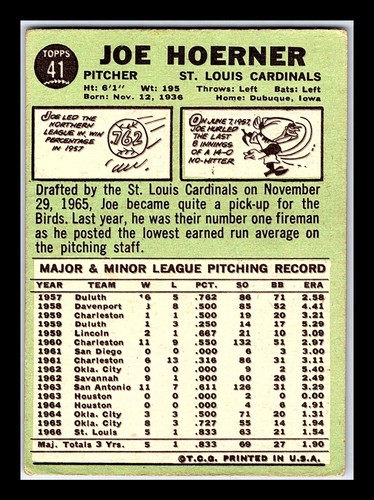 TOPPS
41
JOE HOERNER
PITCHER ST. LOUIS CARDINALS
Ht: 6'1" Wt: 195 Throws: Left Bats: Left
Born: Nov. 12, 1936 Home: Dubuque, Iowa
JOE LED THE
NORTHERN
LEAGUE IN WIN
PERCENTAGE
IN 1957
.762
ON JUNE 7, 1957,
JOE HURLED
THE LAST
8 INNINGS
OF A 14-0
NO-HITTER
Drafted by the St. Louis Cardinals on November
29, 1965, Joe became quite a pick-up for the
Birds. Last year, he was their number one fireman
as he posted the lowest earned run average on
the pitching staff.
MAJOR & MINOR LEAGUE PITCHING RECORD
YEAR TEAM W L PCT. SO BB ERA
1957 Duluth 16 5 .762 86 71 2.58
1958 Davenport 8 .500 85 52 4.41
1959 Charleston 1 1 .500 19 20 3.21
1959 Duluth 1 3 .250 14 17 5.29
1959 Lincoln 2 1 .667 21 10 3.09
1960 Charleston 11 9 .550 132 51 2.97
1961 San Diego 0 0 .000 6 3 3.00
1961 Charleston 6 13 .316 86 31 3.11
1962 Okla. City 0 0 .000 9 2 5.40
1962 Savannah 9 1 .900 60 26 2.49
1963 San Antonio 11 7 .611 126 31 3.29
1963 Houston 0 0 .000 2 0 0.00
1964 Houston 0 0 .000 4 6 4.91
1964 Okla. City 3 3 .500 71 20 1.31
1965 Okla. City 8 3 .727 55 14 1.94
1966 St. Louis 5 1 .833 63 21 1.54
Maj. Totals 3 Yrs. 5 1 .833 69 27 1.90
©T.C.G. PRINTED IN U.S.A.